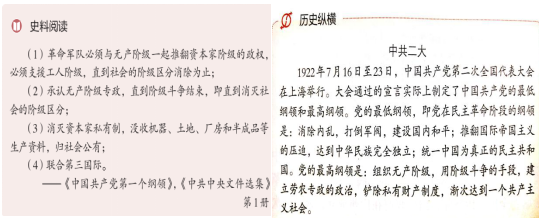 史料阅读
(1)革命军队必须与无产阶级一起推翻资本家阶级的政权,
必须支援工人阶级,直到社会的阶级区分消除为止;
(2)承认无产阶级专政,直到阶级斗争结束,即直到消灭社
会的阶级区分;
(3)消灭资本家私有制,没收机器、土地、厂房和半成品等
生产资料,归社会公有;
(4)联合第三国际。
——《中国共产党第一个纲领》,《中共中央文件选集》
第1册
历史纵横
中共二大
1922年7月16日至23日,中国共产党第二次全国代表大会
在上海举行。大会通过的宣言实际上制定了中国共产党的最低
纲领和最高纲领。党的最低纲领,即党在民主革命阶段的纲领
是:消除内乱,打倒军阀,建设国内和平;推翻国际帝国主义
的压迫,达到中华民族完全独立;统一中国为真正的民主共和
国。党的最高纲领是:组织无产阶级,用阶级斗争的手段,建
立劳农专政的政治,铲除私有财产制度,渐次达到一个共产主
义社会。